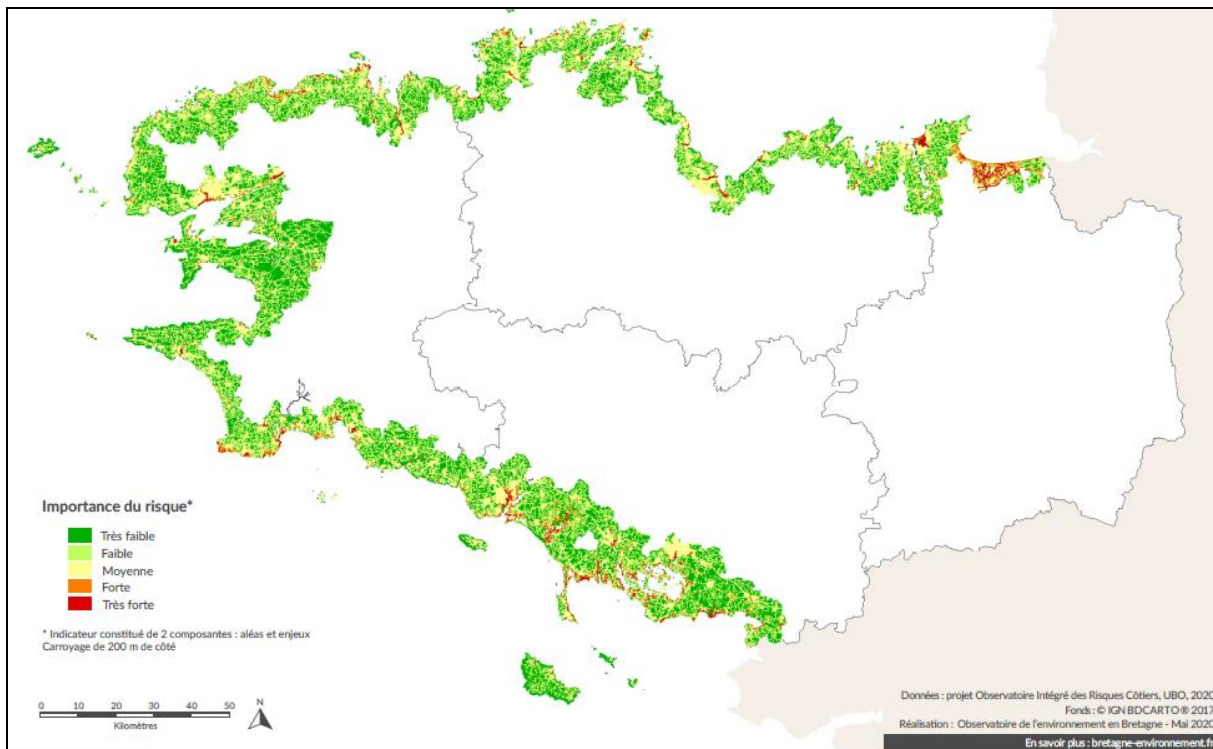 Importance du risque*
Très faible
Faible
Moyenne
Forte
Très forte
* Indicateur constitué de 2 composantes : aléas et enjeux
Carroyage de 200 m de côté
0 10 20 30 40 50
Kilomètres
N
Données : projet Observatoire Intégré des Risques Côtiers, UBO, 2020
Fonds : © IGN BDCARTO® 2017
Réalisation : Observatoire de l'environnement en Bretagne - Mai 2020
En savoir plus : bretagne-environnement.fr